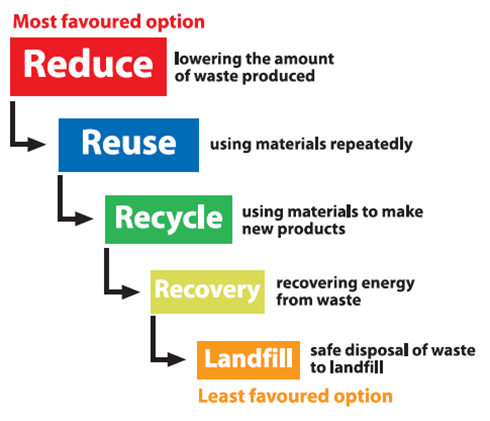 Most favoured option
Reduce
lowering the amount
of waste produced
Reuse
using materials repeatedly
Recycle
using materials to make
new products
Recovery
recovering energy
from waste
Landfill
safe disposal of waste
to landfill
Least favoured option